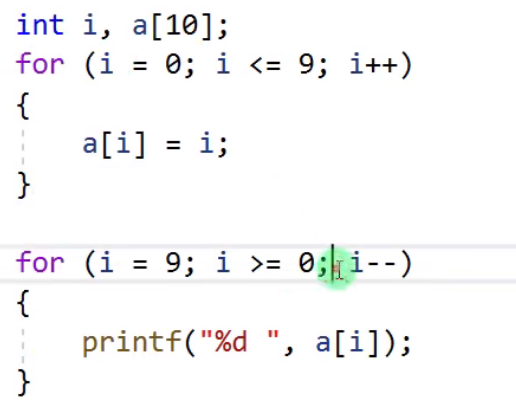 int i, a[10];
for (i = 0; i <= 9; i++)
{
    a[i] = i;
}
for (i = 9; i >= 0; i--)
{
    printf("%d ", a[i]);
}